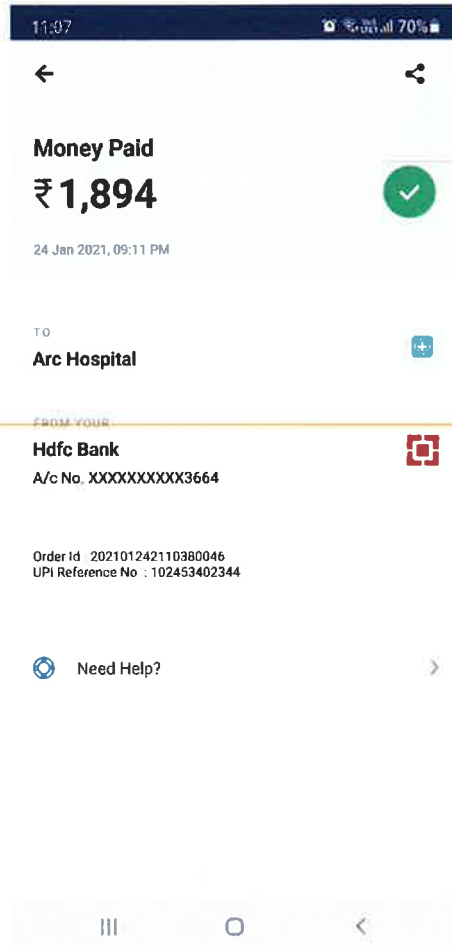 11:07 70%
Money Paid
₹1,894
24 Jan 2021, 09:11 PM
TO
Arc Hospital
FROM YOUR
Hdfc Bank
A/c No. XXXXXXXXXX3664
Order Id : 202101242110380046
UPI Reference No : 102453402344
Need Help?